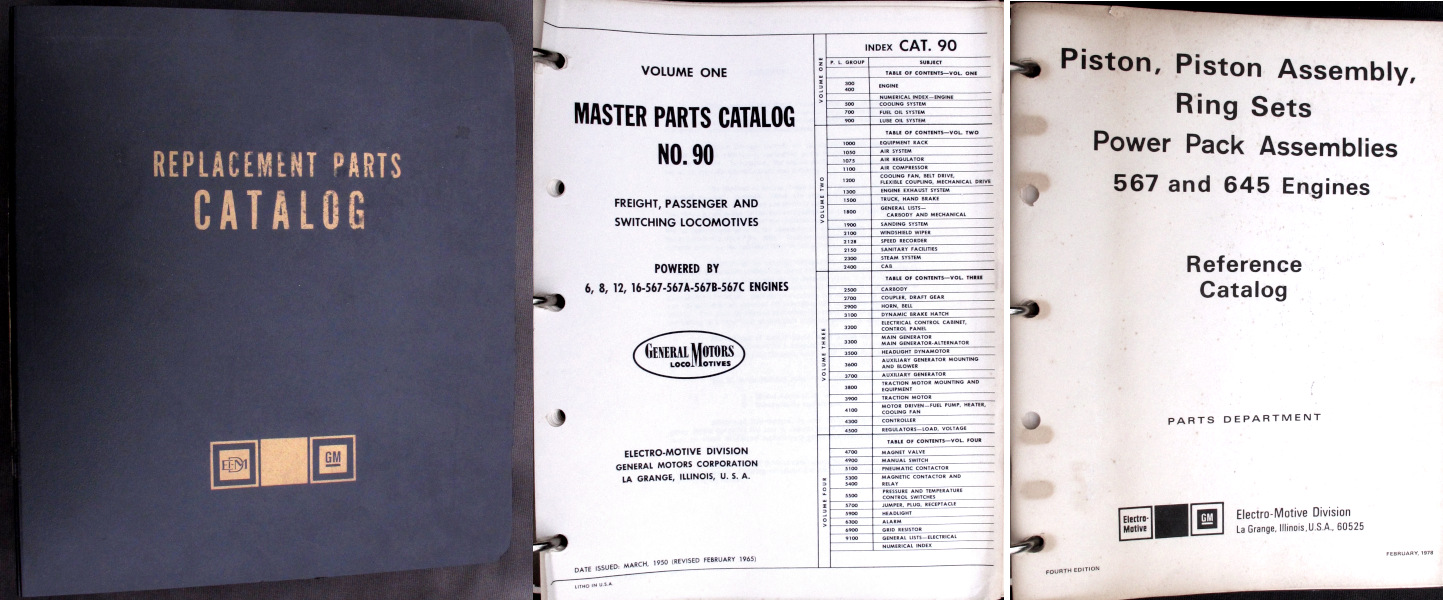 REPLACEMENT PARTS
CATALOG
EMD
GM
VOLUME ONE
MASTER PARTS CATALOG
NO. 90
FREIGHT, PASSENGER AND
SWITCHING LOCOMOTIVES
POWERED BY
6, 8, 12, 16-567-567A-567B-567C ENGINES
GENERAL MOTORS
LOCOMOTIVES
ELECTRO-MOTIVE DIVISION
GENERAL MOTORS CORPORATION
LA GRANGE, ILLINOIS, U. S. A.
DATE ISSUED: MARCH, 1950 (REVISED FEBRUARY 1965)
LITHO IN U.S.A.
INDEX CAT. 90
P. L. GROUP SUBJECT
VOLUME ONE
TABLE OF CONTENTS—VOL. ONE
300
400 ENGINE
NUMERICAL INDEX—ENGINE
500 COOLING SYSTEM
700 FUEL OIL SYSTEM
900 LUBE OIL SYSTEM
VOLUME TWO
TABLE OF CONTENTS—VOL. TWO
1000 EQUIPMENT RACK
1050 AIR SYSTEM
1075 AIR REGULATOR
1100 AIR COMPRESSOR
1200 COOLING FAN, BELT DRIVE,
FLEXIBLE COUPLING, MECHANICAL DRIVE
1300 ENGINE EXHAUST SYSTEM
1500 TRUCK, HAND BRAKE
1800 GENERAL LISTS—
CARBODY AND MECHANICAL
1900 SANDING SYSTEM
2100 WINDSHIELD WIPER
2128 SPEED RECORDER
2150 SANITARY FACILITIES
2300 STEAM SYSTEM
2400 CAB
VOLUME THREE
TABLE OF CONTENTS—VOL. THREE
2500 CARBODY
2700 COUPLER, DRAFT GEAR
2900 HORN, BELL
3100 DYNAMIC BRAKE HATCH
3200 ELECTRICAL CONTROL CABINET,
CONTROL PANEL
3300 MAIN GENERATOR
MAIN GENERATOR-ALTERNATOR
3500 HEADLIGHT DYNAMOTOR
3600 AUXILIARY GENERATOR MOUNTING
AND BLOWER
3700 AUXILIARY GENERATOR
3800 TRACTION MOTOR MOUNTING AND
EQUIPMENT
3900 TRACTION MOTOR
4100 MOTOR DRIVEN—FUEL PUMP, HEATER,
COOLING FAN
4300 CONTROLLER
4500 REGULATORS—LOAD, VOLTAGE
VOLUME FOUR
TABLE OF CONTENTS—VOL. FOUR
4700 MAGNET VALVE
4900 MANUAL SWITCH
5100 PNEUMATIC CONTACTOR
5300 MAGNETIC CONTACTOR AND
5400 RELAY
5500 PRESSURE AND TEMPERATURE
CONTROL SWITCHES
5700 JUMPER, PLUG, RECEPTACLE
5900 HEADLIGHT
6300 ALARM
6900 GRID RESISTOR
9100 GENERAL LISTS—ELECTRICAL
NUMERICAL INDEX
Piston, Piston Assembly,
Ring Sets
Power Pack Assemblies
567 and 645 Engines
Reference
Catalog
PARTS DEPARTMENT
Electro-
Motive
GM
Electro-Motive Division
La Grange, Illinois, U.S.A., 60525
FEBRUARY, 1978
FOURTH EDITION